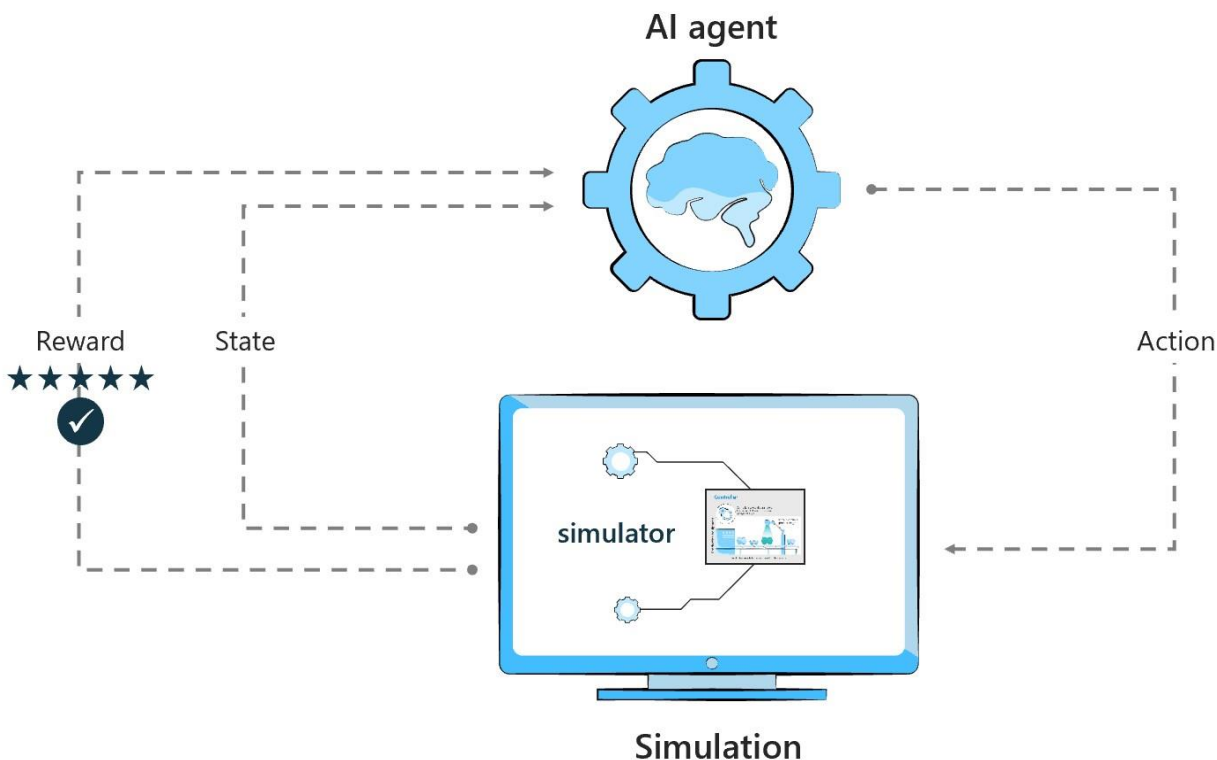 AI agent
Reward
State
Action
simulator
Simulation